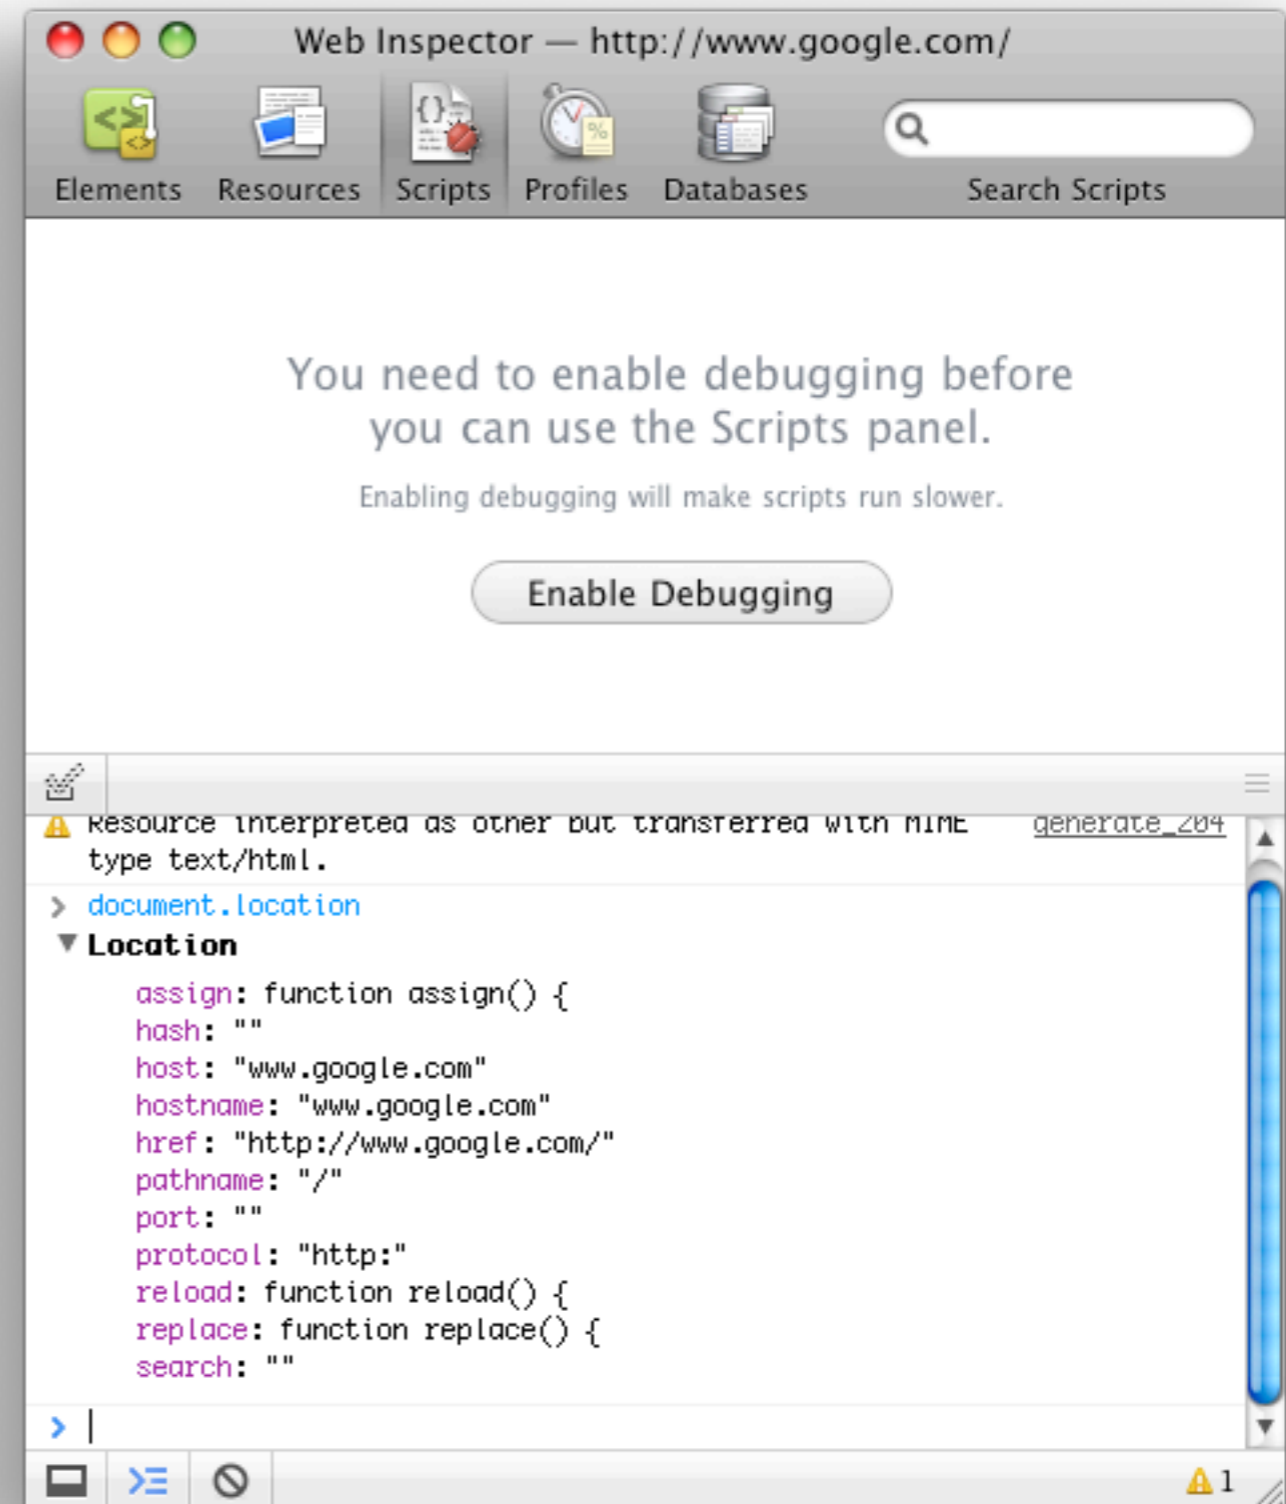 Web Inspector — http://www.google.com/
Elements Resources Scripts Profiles Databases Search Scripts
You need to enable debugging before
you can use the Scripts panel.
Enabling debugging will make scripts run slower.
Enable Debugging
Resource interpreted as other but transferred with MIME generate_204
type text/html.
> document.location
▼ Location
assign: function assign() {
hash: ""
host: "www.google.com"
hostname: "www.google.com"
href: "http://www.google.com/"
pathname: "/"
port: ""
protocol: "http:"
reload: function reload() {
replace: function replace() {
search: ""
>
1